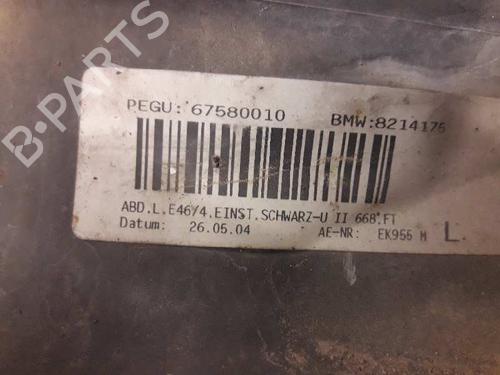 B-PARTS
PEGU: 67580010 BMW:8214175
ABD.L.E46/4.EINST.SCHWARZ-U II 668.FT
Datum: 26.05.04 AE-NR: EK955 M L.